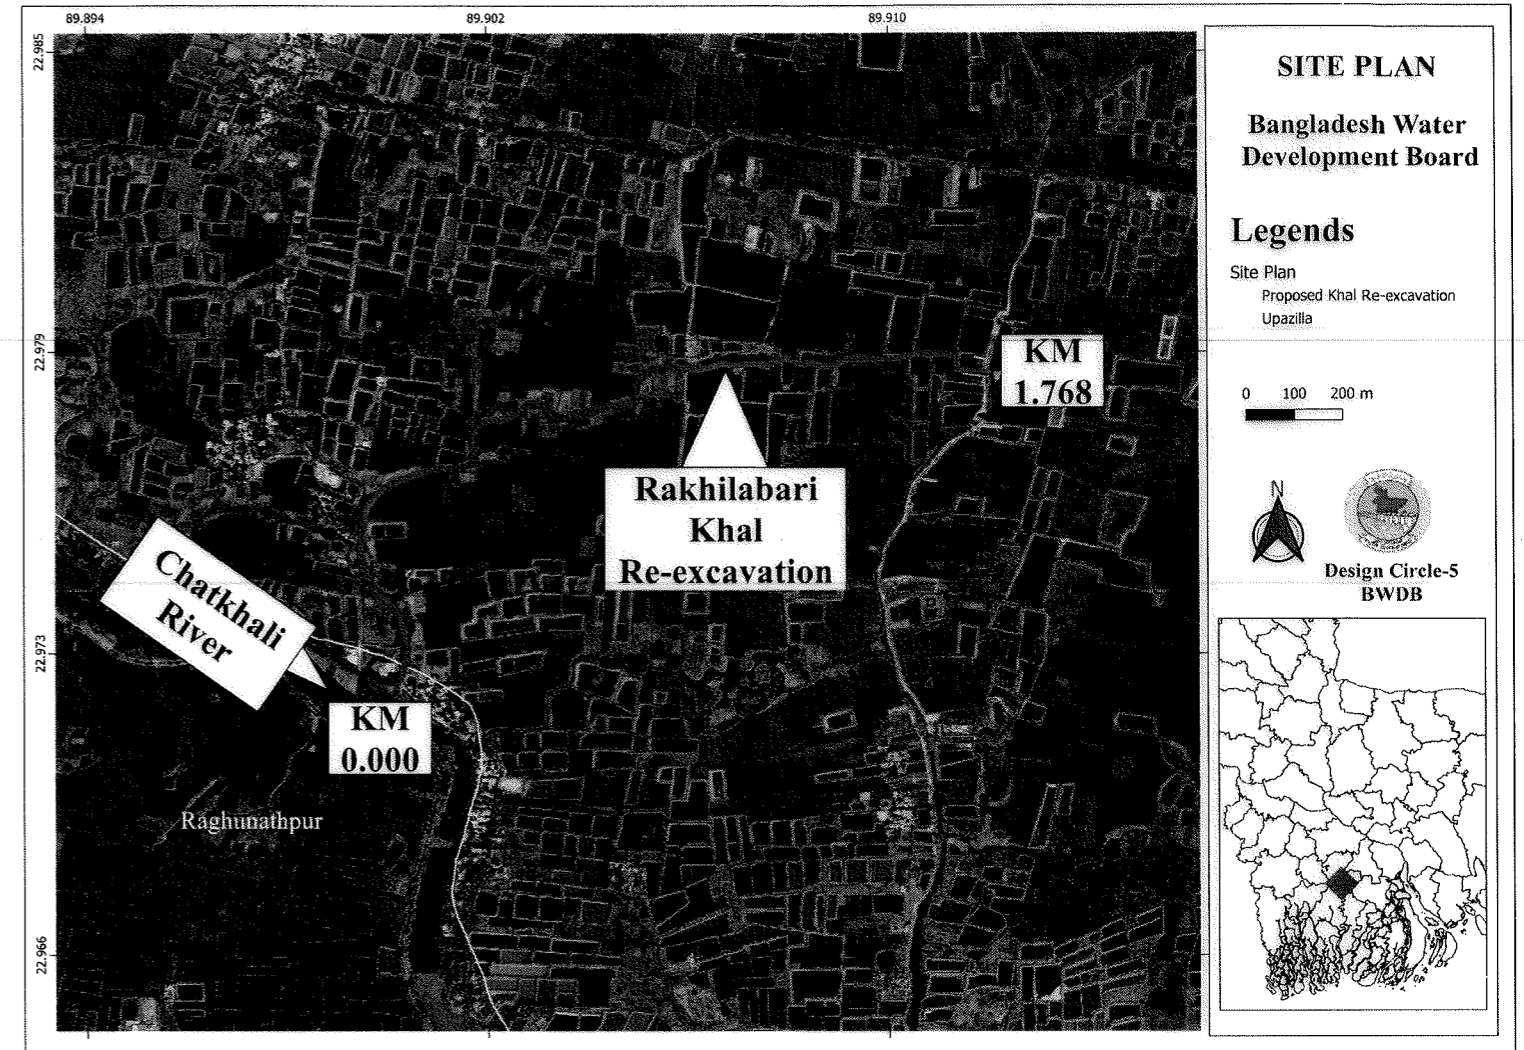 89.894
89.902
89.910
22.985
22.979
22.973
22.966
KM
1.768
Rakhilabari
Khal
Re-excavation
Chatkhali
River
KM
0.000
Raghunathpur
SITE PLAN
Bangladesh Water
Development Board
Legends
Site Plan
Proposed Khal Re-excavation
Upazilla
0 100 200 m
N
Design Circle-5
BWDB